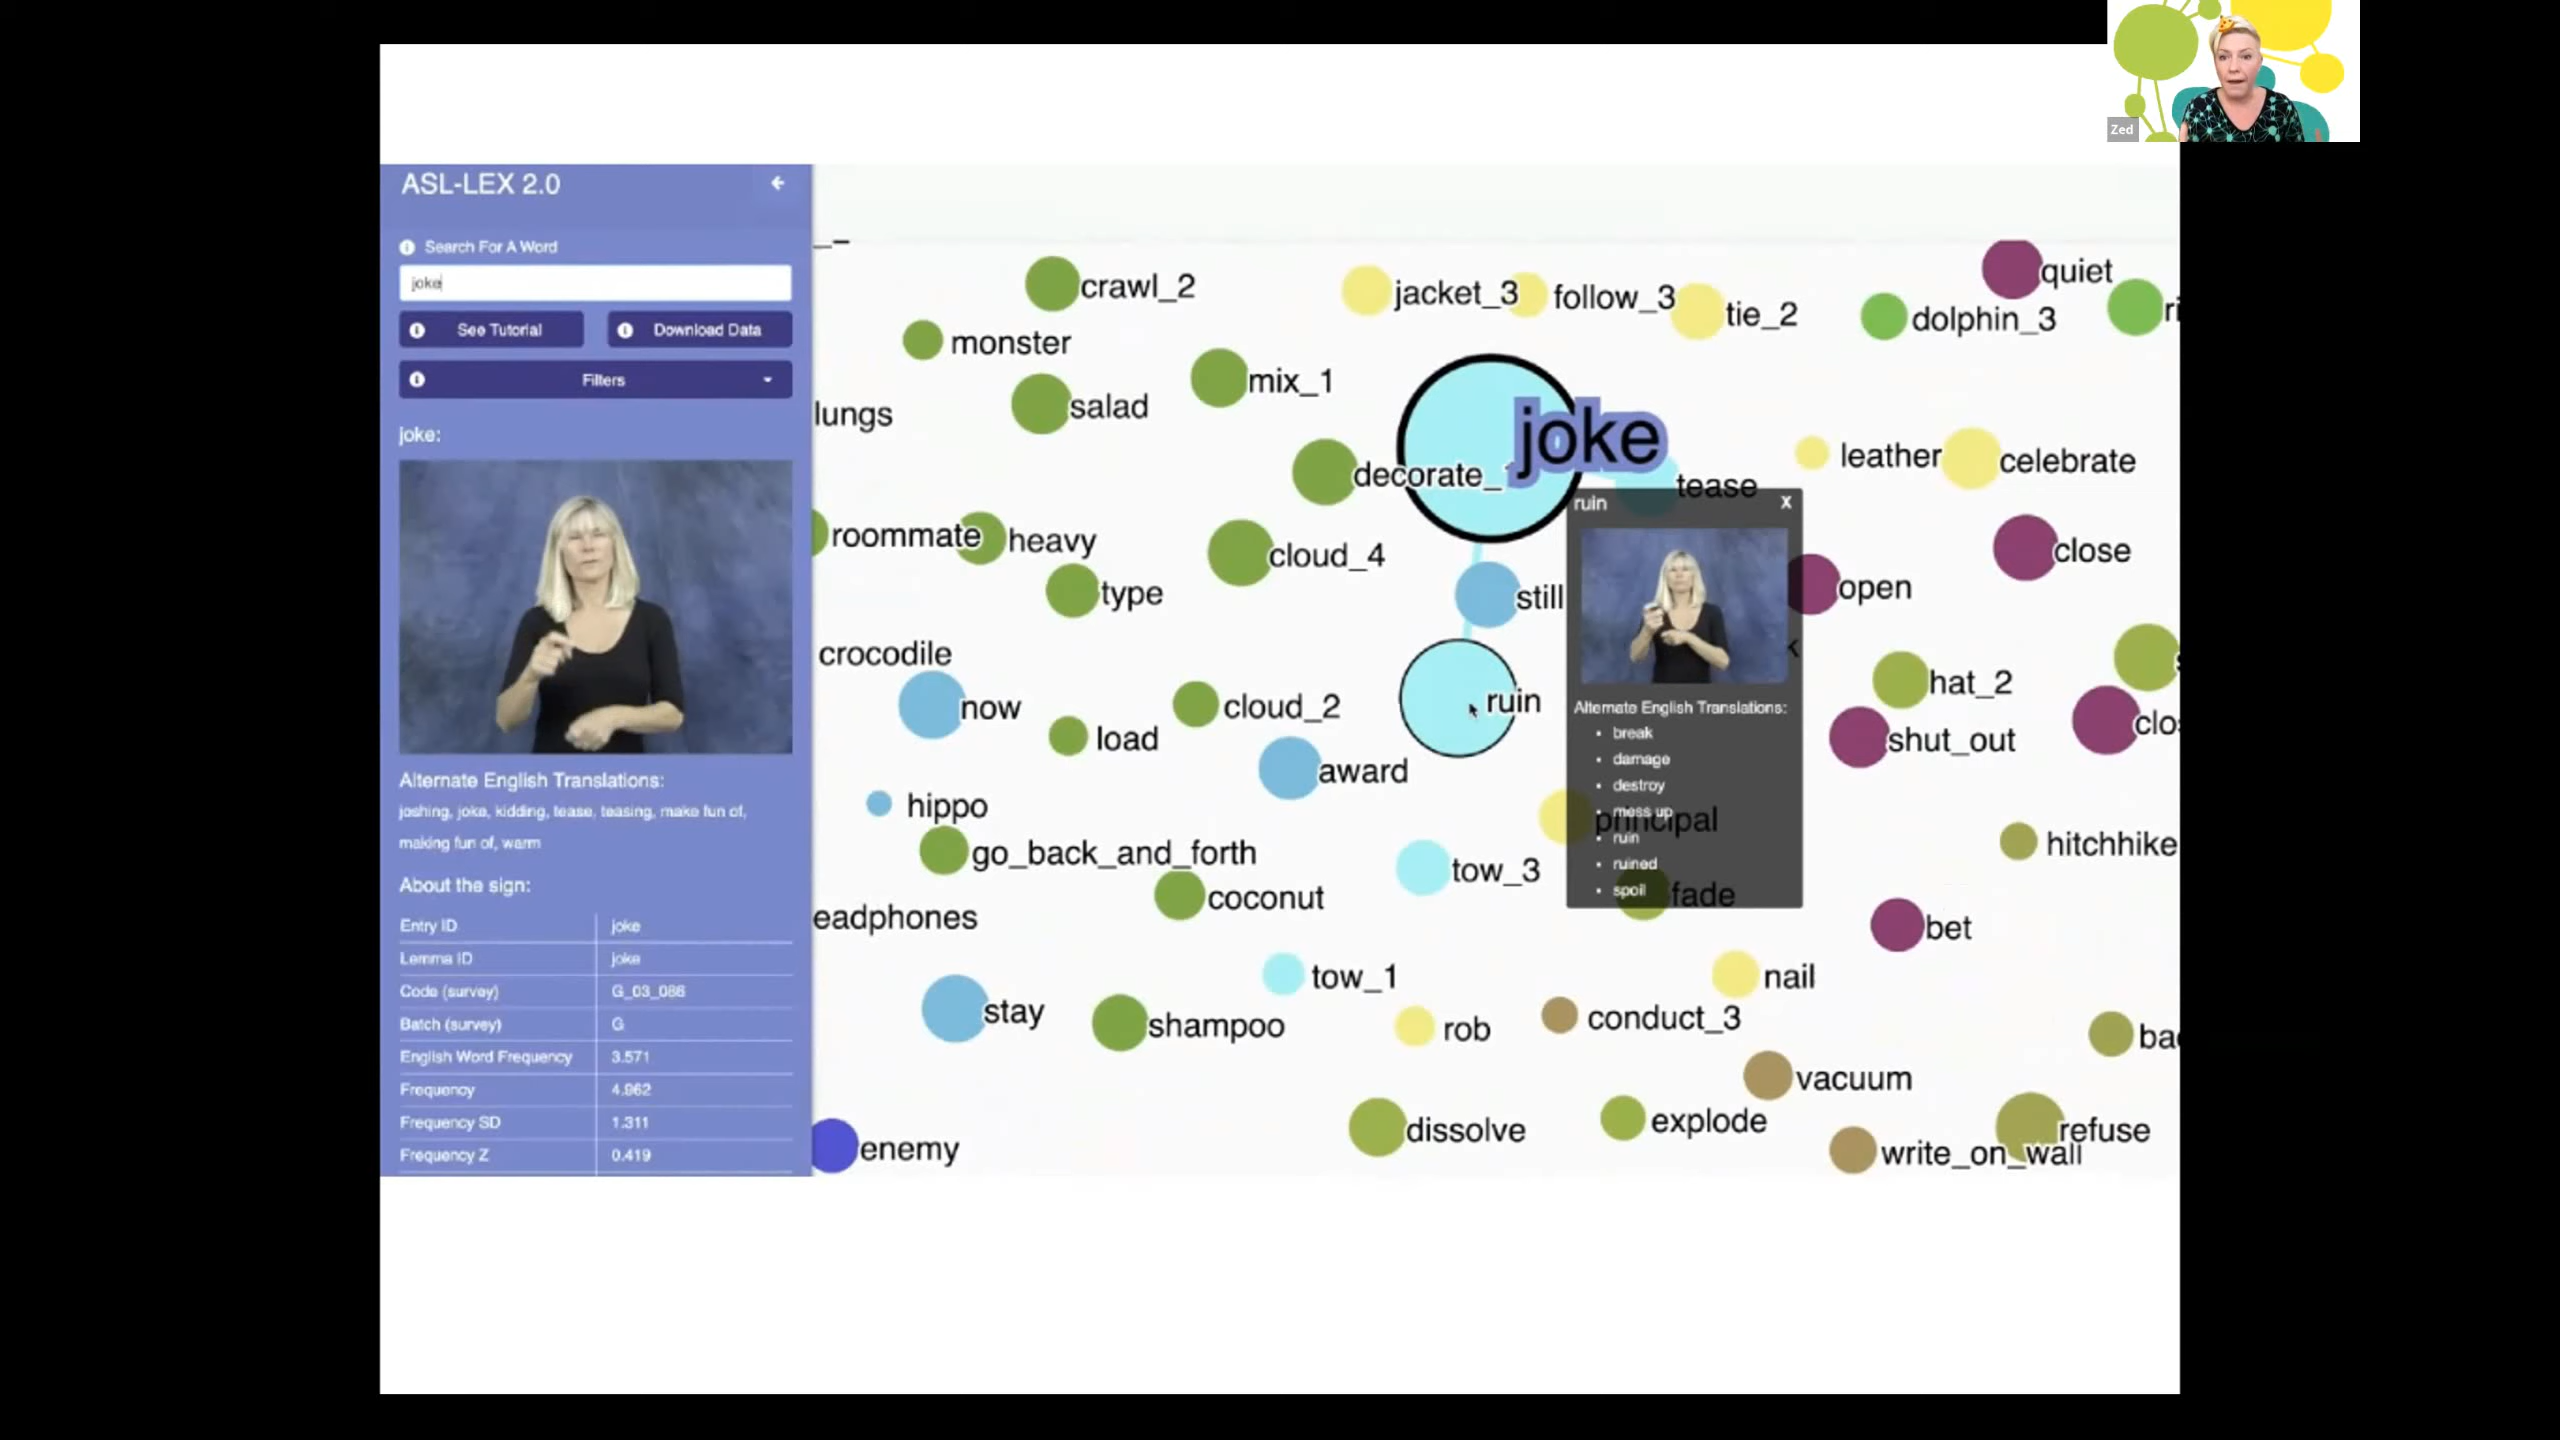 Zed
ASL-LEX 2.0
Search For A Word
joke
See Tutorial
Download Data
Filters
joke:
Alternate English Translations:
joshing, joke, kidding, tease, teasing, make fun of,
making fun of, warm
About the sign:
Entry ID joke
Lemma ID joke
Code (survey) G_03_086
Batch (survey) G
English Word Frequency 3.571
Frequency 4.962
Frequency SD 1.311
Frequency Z 0.419
crawl_2
jacket_3
follow_3
tie_2
quiet
dolphin_3
ri
monster
mix_1
salad
lungs
joke
decorate_
tease
leather
celebrate
roommate
heavy
cloud_4
type
still
open
close
crocodile
now
cloud_2
load
ruin
hat_2
shut_out
clo
award
hippo
go_back_and_forth
coconut
tow_3
principal
fade
hitchhike
eadphones
bet
tow_1
nail
stay
shampoo
rob
conduct_3
vacuum
bac
enemy
dissolve
explode
refuse
write_on_wall
ruin
X
Alternate English Translations:
break
damage
destroy
mess up
ruin
ruined
spoil